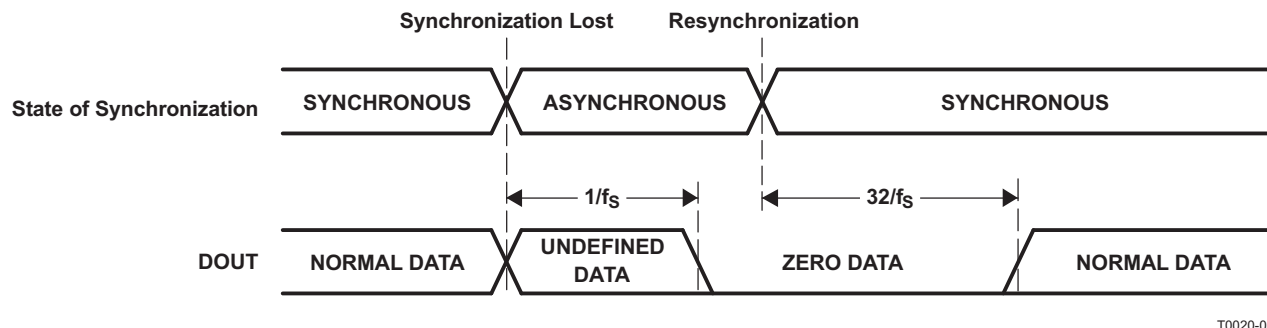 Synchronization Lost
Resynchronization
State of Synchronization
SYNCHRONOUS
ASYNCHRONOUS
SYNCHRONOUS
1/fS
32/fS
DOUT
NORMAL DATA
UNDEFINED
DATA
ZERO DATA
NORMAL DATA